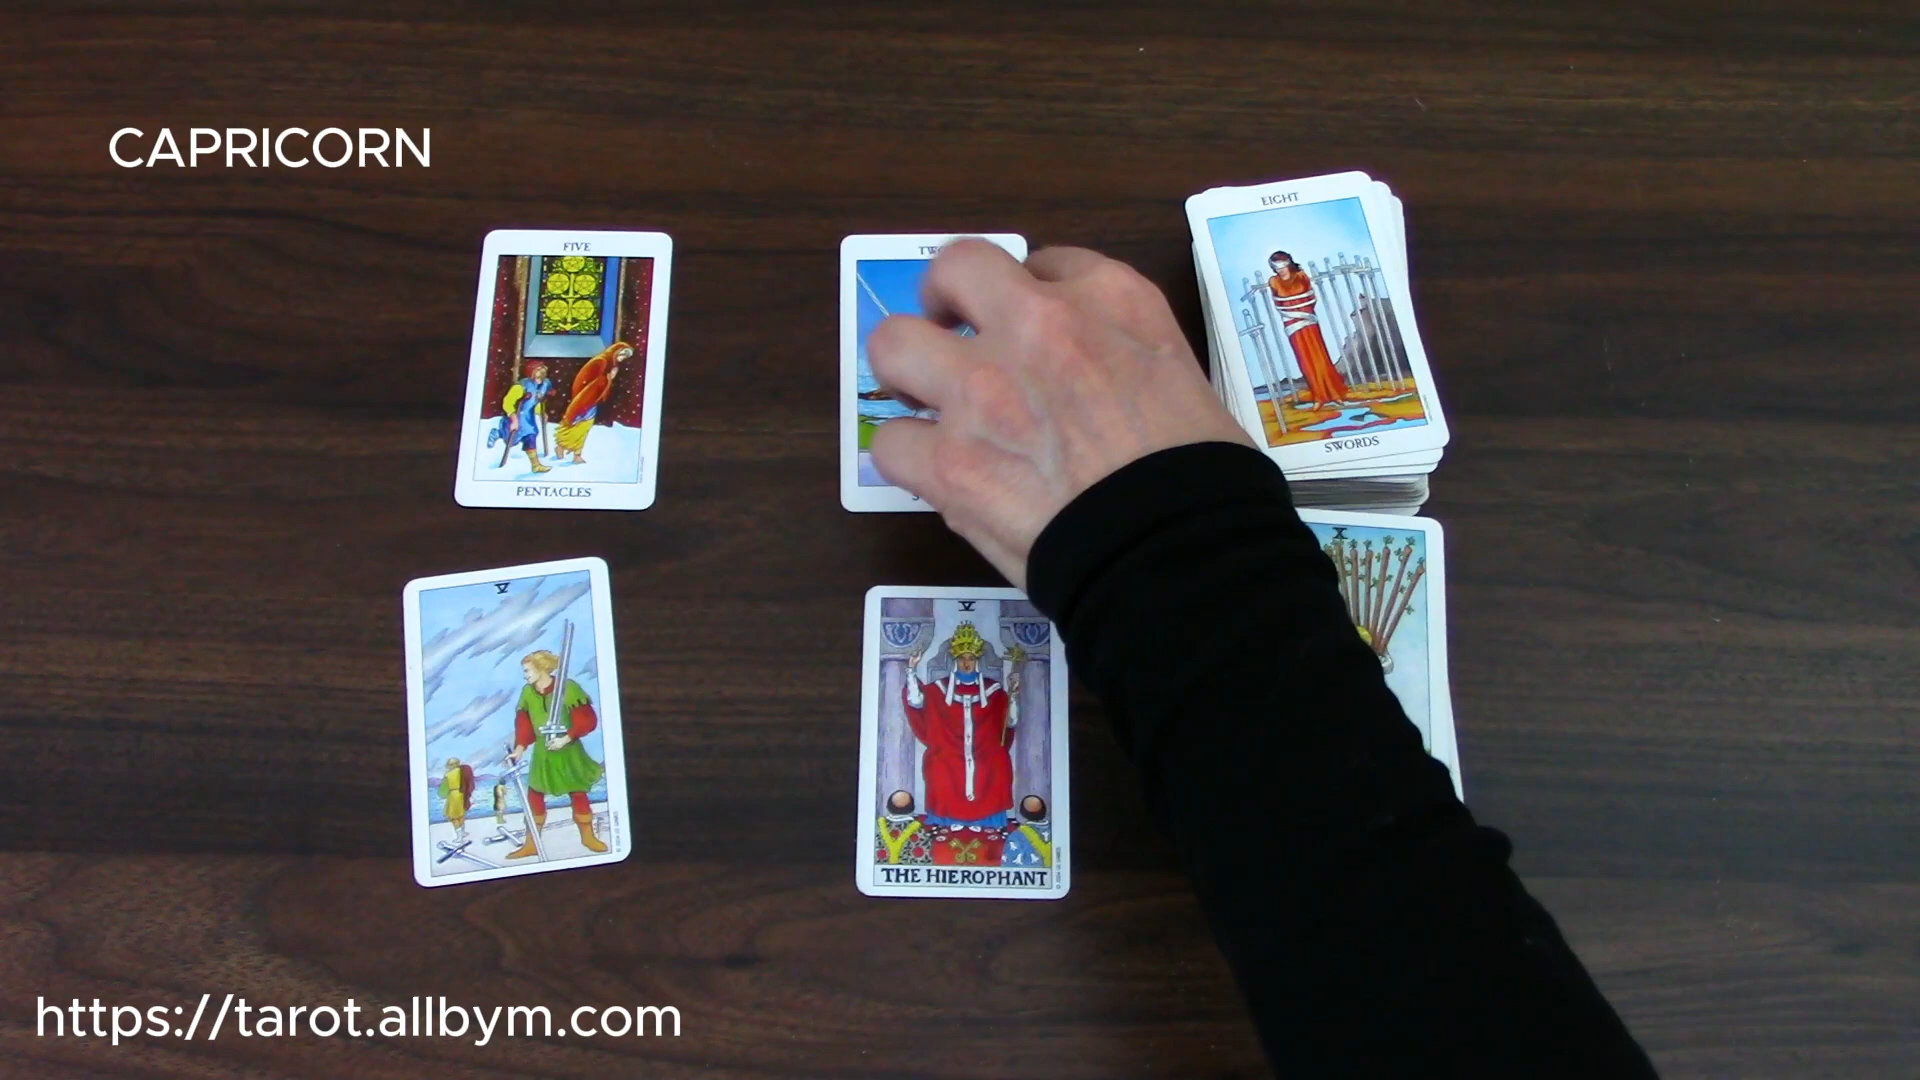 CAPRICORN
FIVE
PENTACLES
EIGHT
SWORDS
X
V
V
THE HIEROPHANT
https://tarot.allbym.com